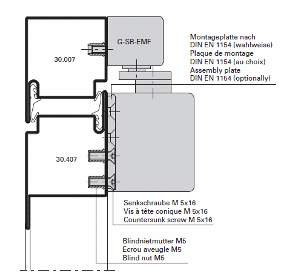 G-SR-EMF
30.007
Montageplatte nach
DIN EN 1154 (wahlweise)
Plaque de montage
DIN EN 1154 (au choix)
Assembly plate
DIN EN 1154 (optionally)
30.407
Senkschraube M 5x16
Vis à tête conique M 5x16
Countersunk screw M 5x16
Blindnietmutter M5
Ecrou aveugle M5
Blind nut M5